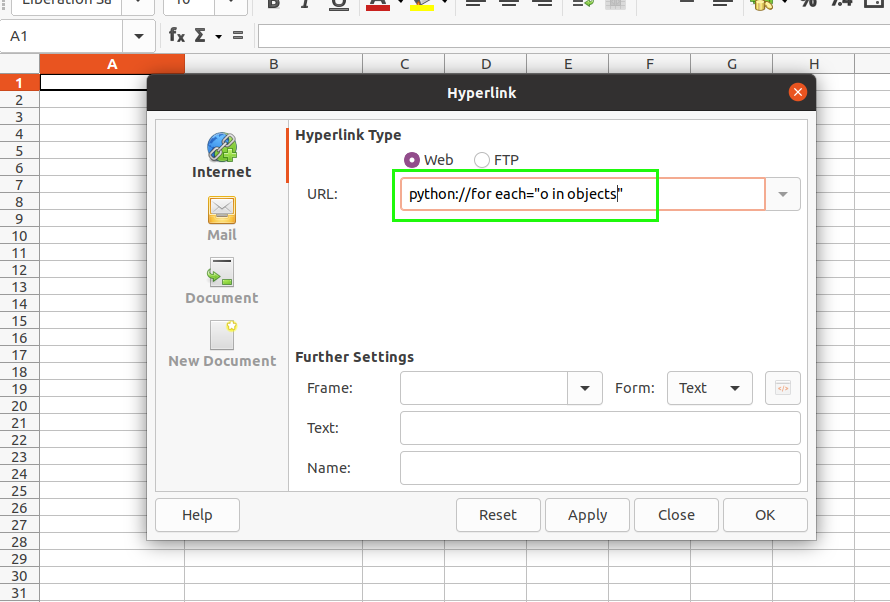 Liberation Sa 10 B I U A % 7.4
A1 fx Σ =
A B C D E F G H
1
2
3
4
5
6
7
8
9
10
11
12
13
14
15
16
17
18
19
20
21
22
23
24
25
26
27
28
29
30
31
Hyperlink
Internet
Mail
Document
New Document
Hyperlink Type
Web FTP
URL: python://for each="o in objects"
Further Settings
Frame: Form: Text
Text:
Name:
Help Reset Apply Close OK